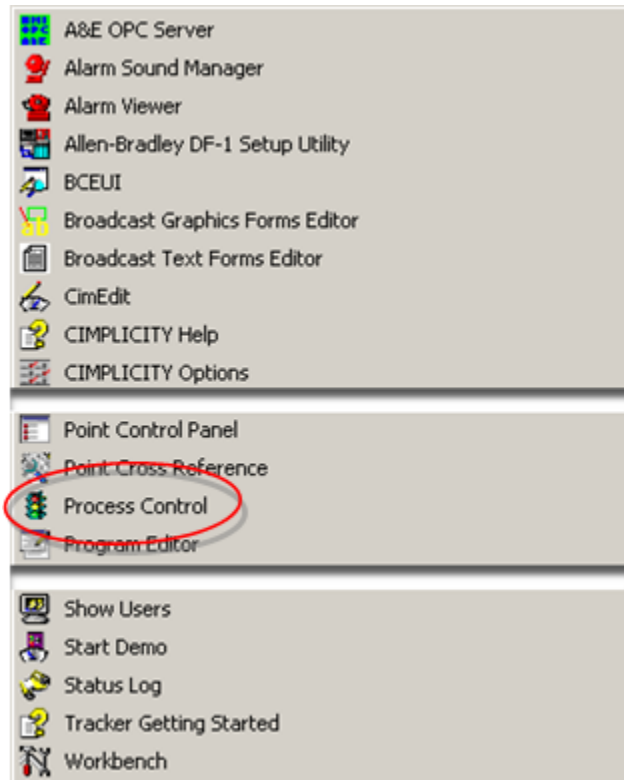 A&E OPC Server
Alarm Sound Manager
Alarm Viewer
Allen-Bradley DF-1 Setup Utility
BCEUI
Broadcast Graphics Forms Editor
Broadcast Text Forms Editor
CimEdit
CIMPLICITY Help
CIMPLICITY Options
Point Control Panel
Point Cross Reference
Process Control
Program Editor
Show Users
Start Demo
Status Log
Tracker Getting Started
Workbench